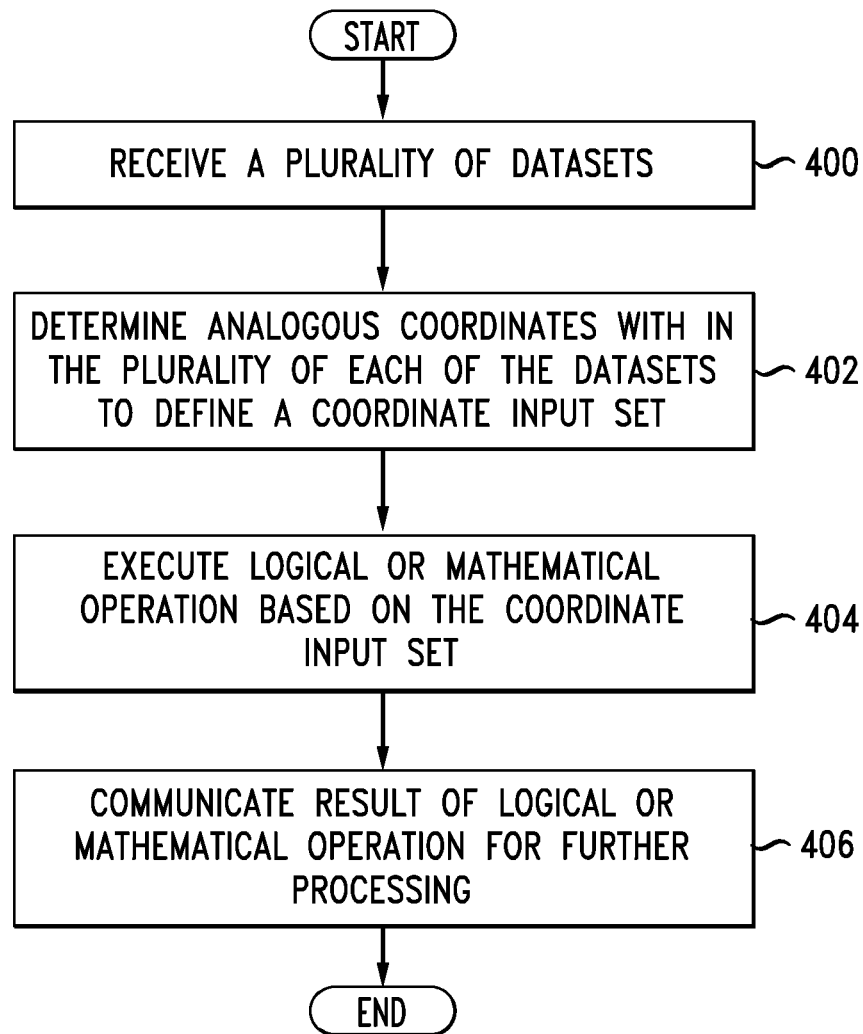 START
RECEIVE A PLURALITY OF DATASETS
400
DETERMINE ANALOGOUS COORDINATES WITH IN
THE PLURALITY OF EACH OF THE DATASETS
TO DEFINE A COORDINATE INPUT SET
402
EXECUTE LOGICAL OR MATHEMATICAL
OPERATION BASED ON THE COORDINATE
INPUT SET
404
COMMUNICATE RESULT OF LOGICAL OR
MATHEMATICAL OPERATION FOR FURTHER
PROCESSING
406
END